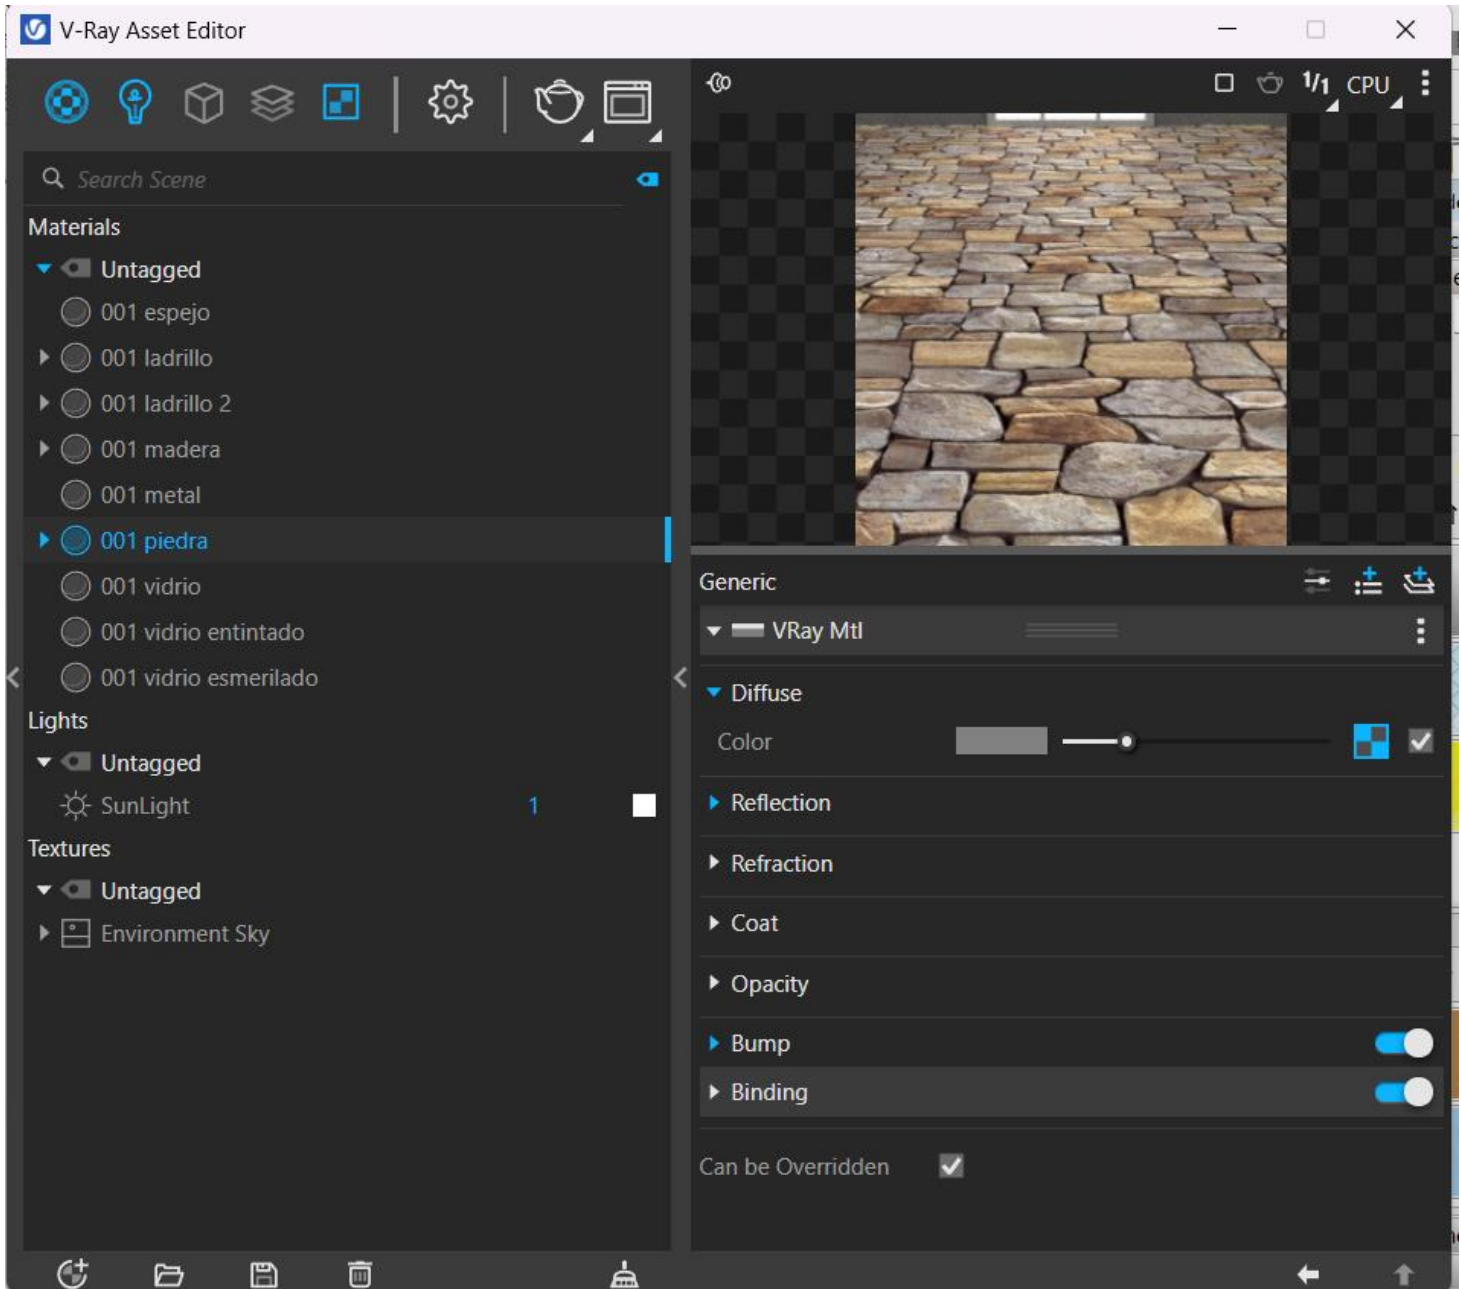 V-Ray Asset Editor
1/1 CPU
Search Scene
Materials
Untagged
001 espejo
001 ladrillo
001 ladrillo 2
001 madera
001 metal
001 piedra
001 vidrio
001 vidrio entintado
001 vidrio esmerilado
Lights
Untagged
SunLight 1
Textures
Untagged
Environment Sky
Generic
VRay Mtl
Diffuse
Color
Reflection
Refraction
Coat
Opacity
Bump
Binding
Can be Overridden